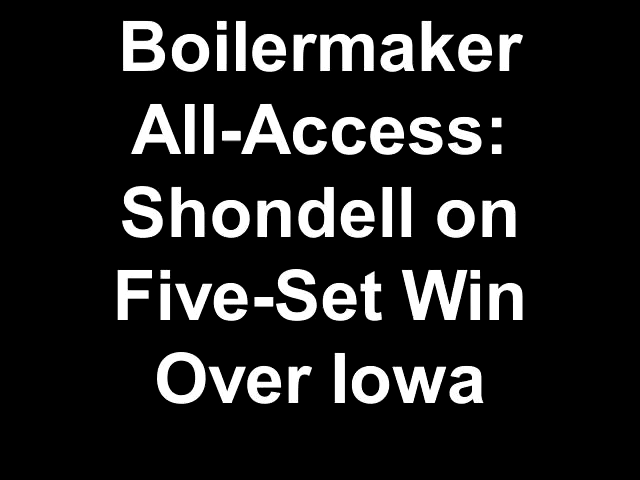 Boilermaker
All-Access:
Shondell on
Five-Set Win
Over Iowa